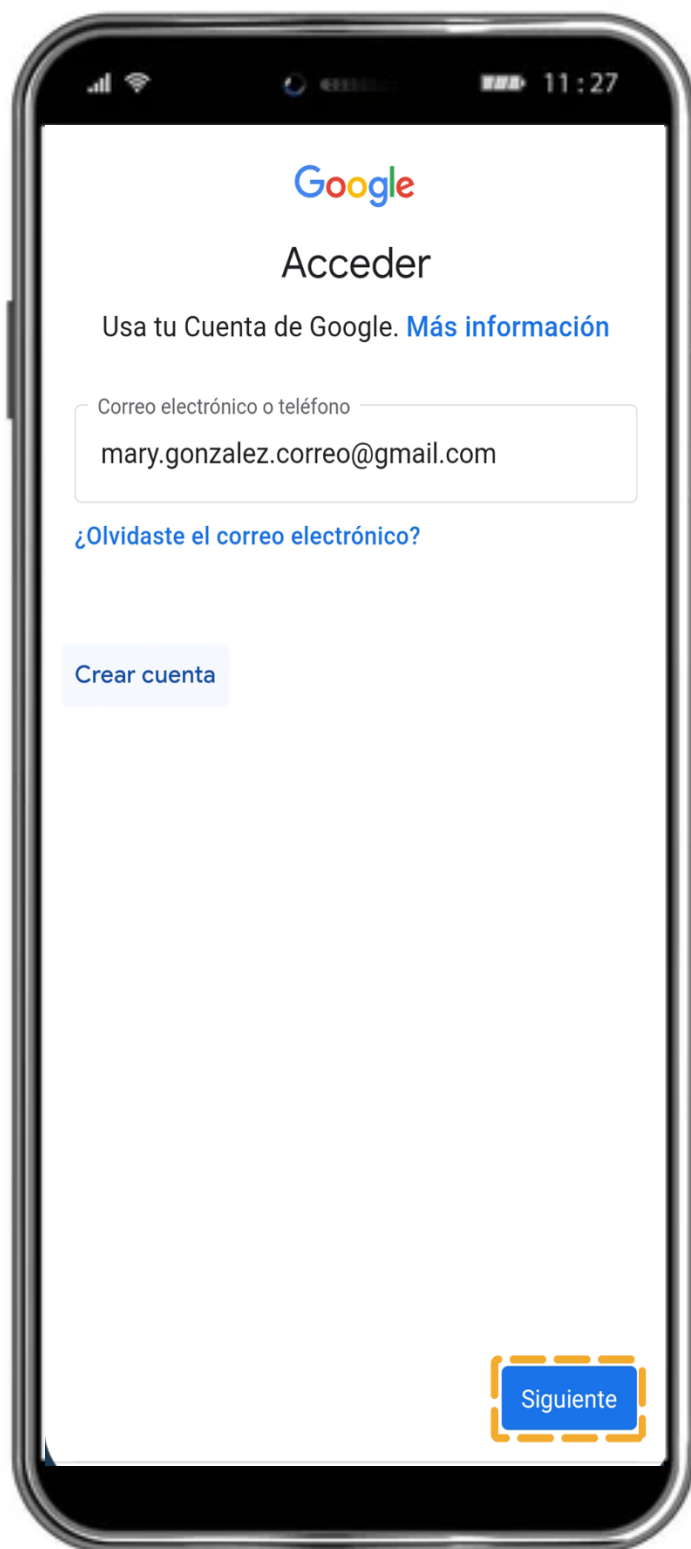 11:27
Google
Acceder
Usa tu Cuenta de Google. Más información
Correo electrónico o teléfono
mary.gonzalez.correo@gmail.com
¿Olvidaste el correo electrónico?
Crear cuenta
Siguiente